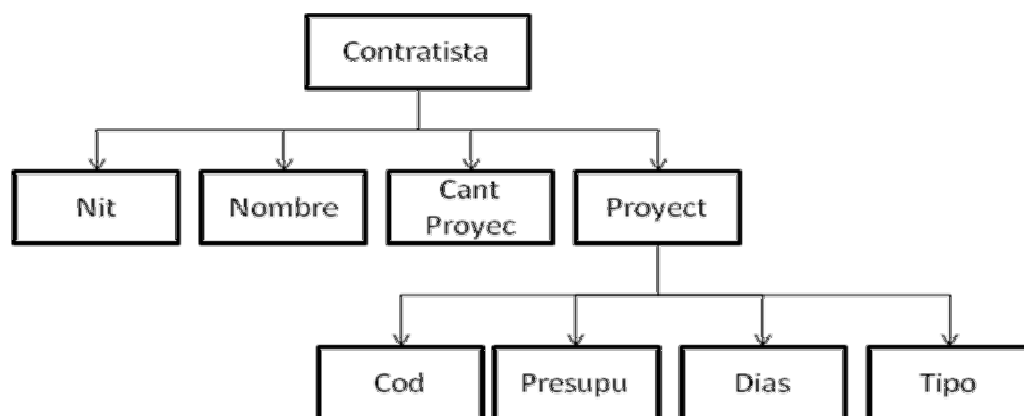 Contratista
Nit
Nombre
Cant
Proyec
Proyect
Cod
Presupu
Dias
Tipo